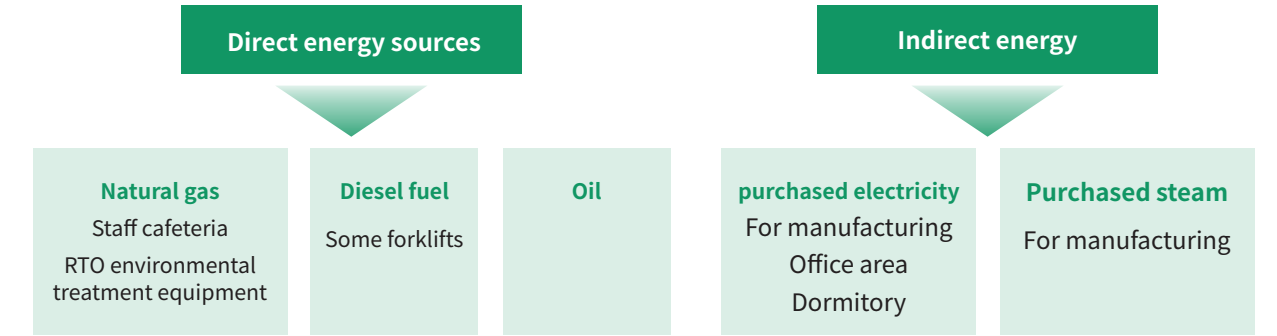 Direct energy sources
Indirect energy
Natural gas
Staff cafeteria
RTO environmental
treatment equipment
Diesel fuel
Some forklifts
Oil
purchased electricity
For manufacturing
Office area
Dormitory
Purchased steam
For manufacturing